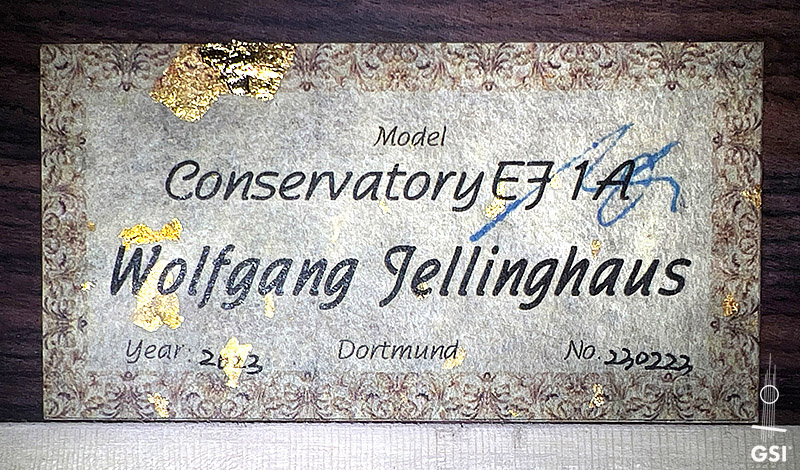 Model
Conservatory EJ 1A
Wolfgang Jellinghaus
Year: 2023 Dortmund No. 230223
GSI